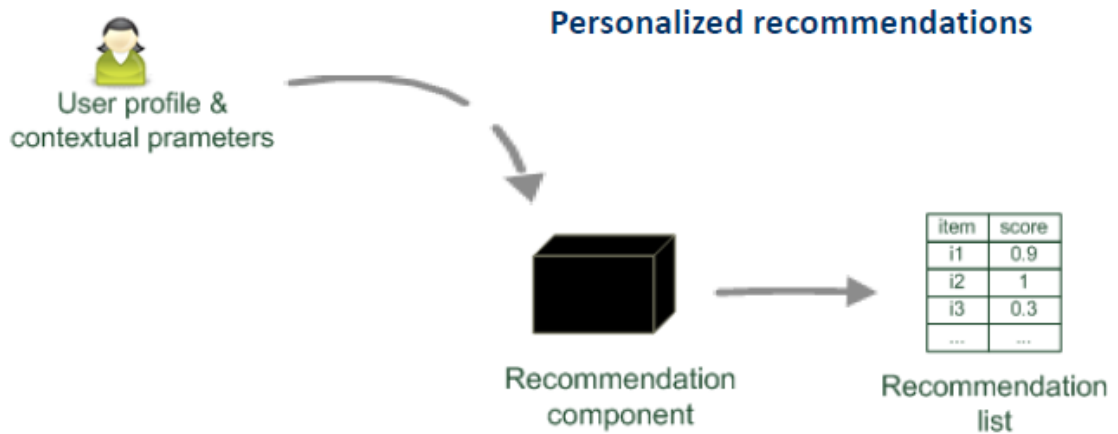 Personalized recommendations
User profile &
contextual prameters
item score
i1 0.9
i2 1
i3 0.3
... ...
Recommendation
component
Recommendation
list